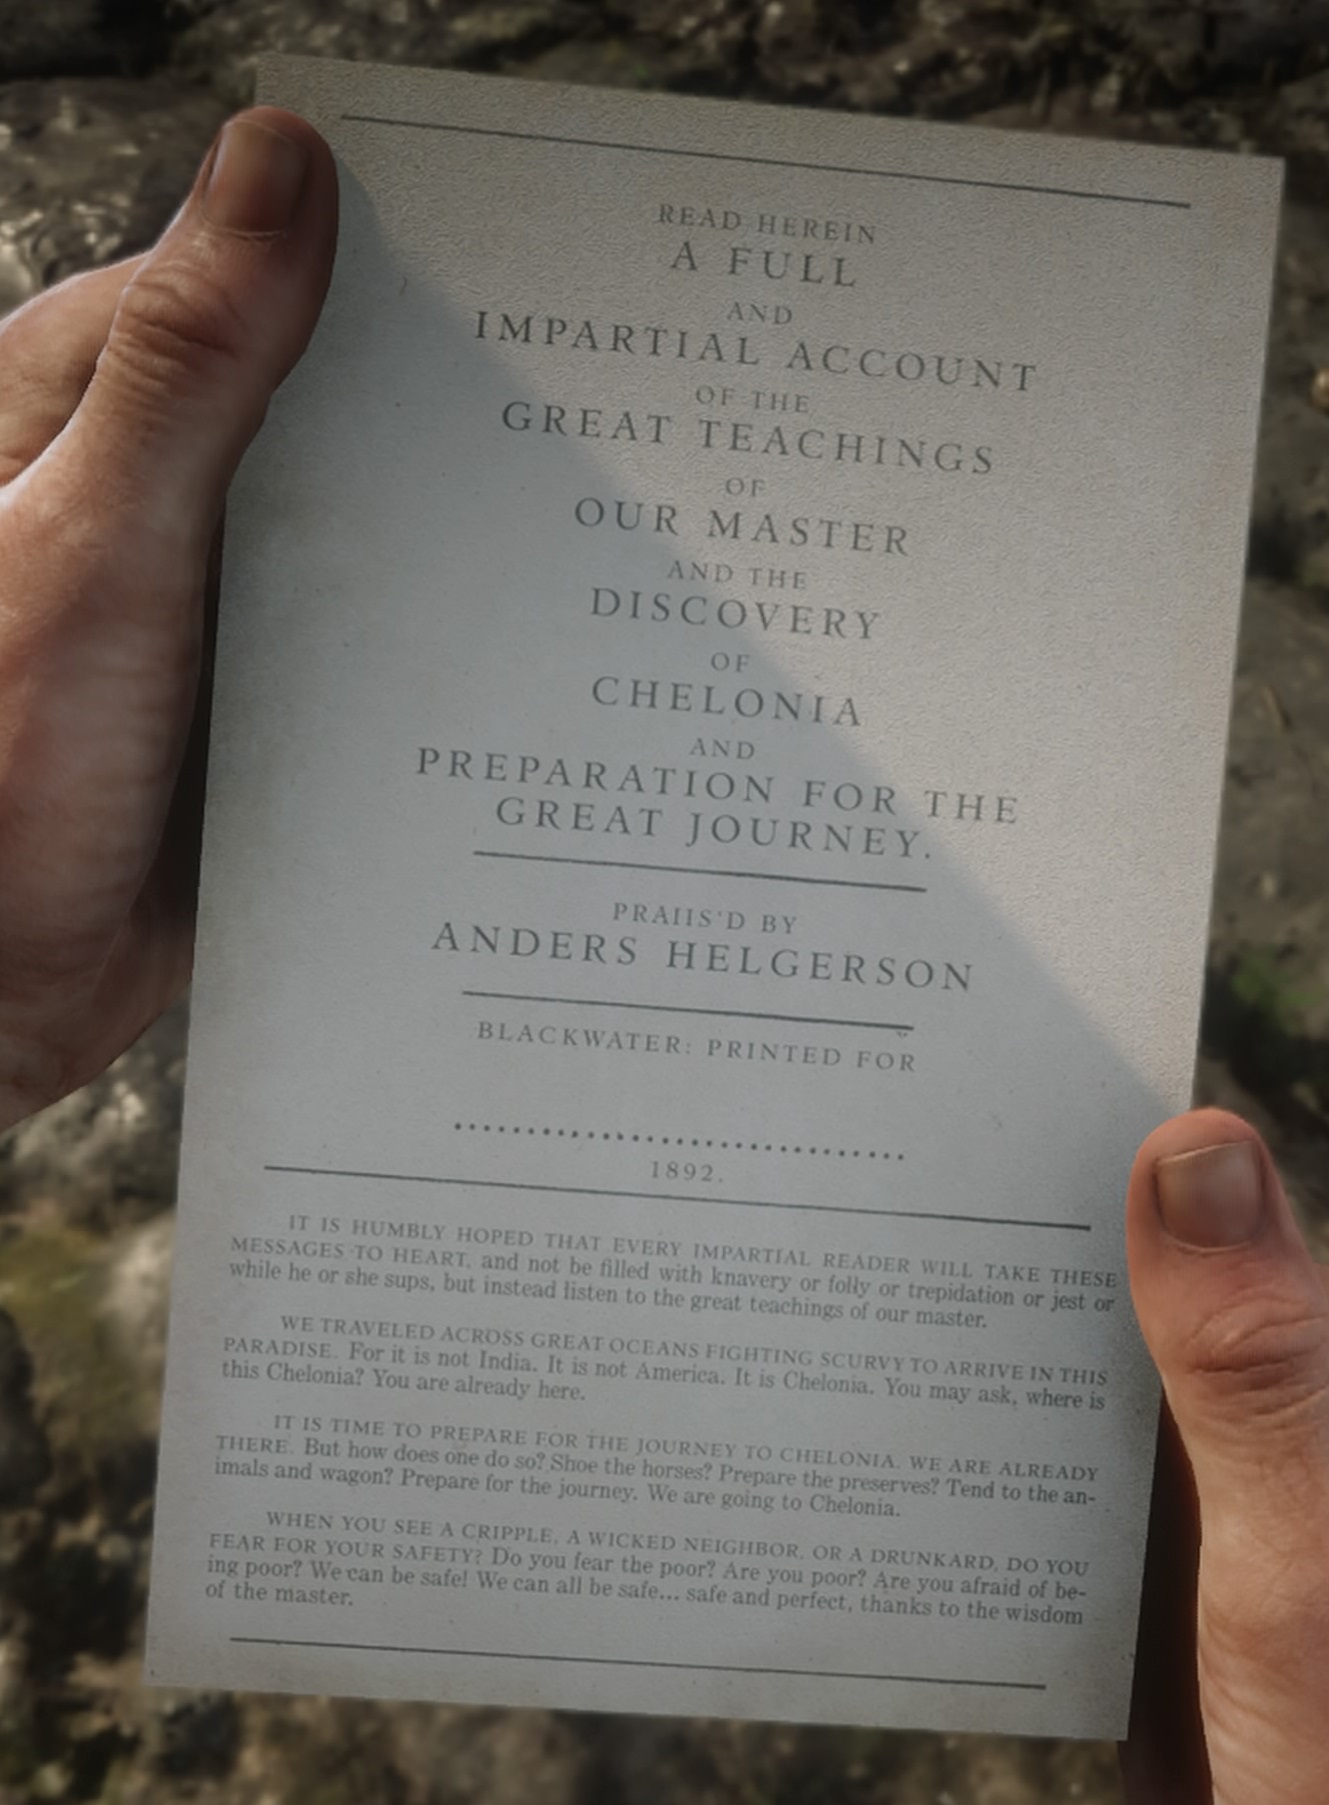 READ HEREIN
A FULL
AND
IMPARTIAL ACCOUNT
OF THE
GREAT TEACHINGS
OF
OUR MASTER
AND THE
DISCOVERY
OF
CHELONIA
AND
PREPARATION FOR THE
GREAT JOURNEY.
PRAIIS'D BY
ANDERS HELGERSON
BLACKWATER: PRINTED FOR
...............................
1892.
IT IS HUMBLY HOPED THAT EVERY IMPARTIAL READER WILL TAKE THESE
MESSAGES TO HEART, and not be filled with knavery or folly or trepidation or jest or
while he or she sups, but instead listen to the great teachings of our master.
WE TRAVELED ACROSS GREAT OCEANS FIGHTING SCURVY TO ARRIVE IN THIS
PARADISE. For it is not India. It is not America. It is Chelonia. You may ask, where is
this Chelonia? You are already here.
IT IS TIME TO PREPARE FOR THE JOURNEY TO CHELONIA. WE ARE ALREADY
THERE. But how does one do so? Shoe the horses? Prepare the preserves? Tend to the an-
imals and wagon? Prepare for the journey. We are going to Chelonia.
WHEN YOU SEE A CRIPPLE, A WICKED NEIGHBOR, OR A DRUNKARD, DO YOU
FEAR FOR YOUR SAFETY? Do you fear the poor? Are you poor? Are you afraid of be-
ing poor? We can be safe! We can all be safe... safe and perfect, thanks to the wisdom
of the master.